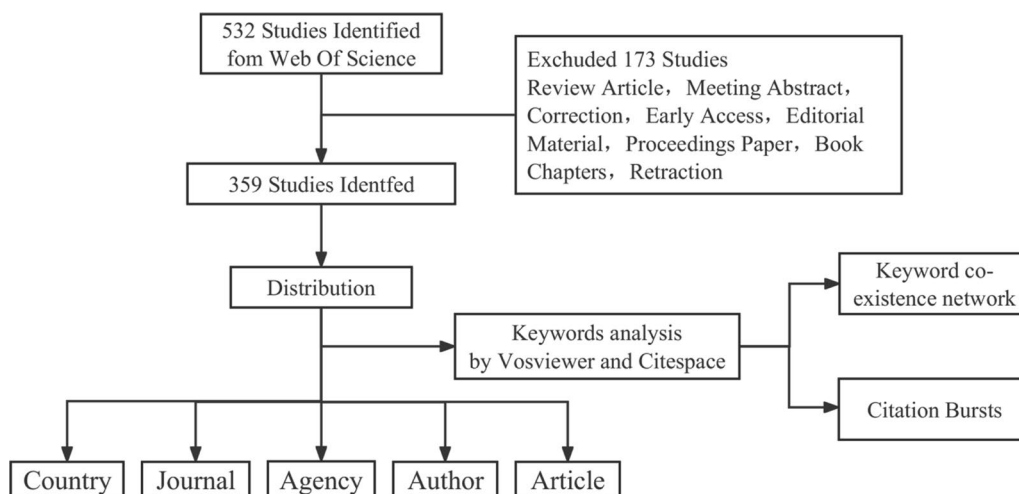 532 Studies Identified
fom Web Of Science
Exchuded 173 Studies
Review Article，Meeting Abstract，
Correction，Early Access，Editorial
Material，Proceedings Paper，Book
Chapters，Retraction
359 Studies Identfed
Distribution
Keywords analysis
by Vosviewer and Citespace
Keyword co-
existence network
Citation Bursts
Country
Journal
Agency
Author
Article